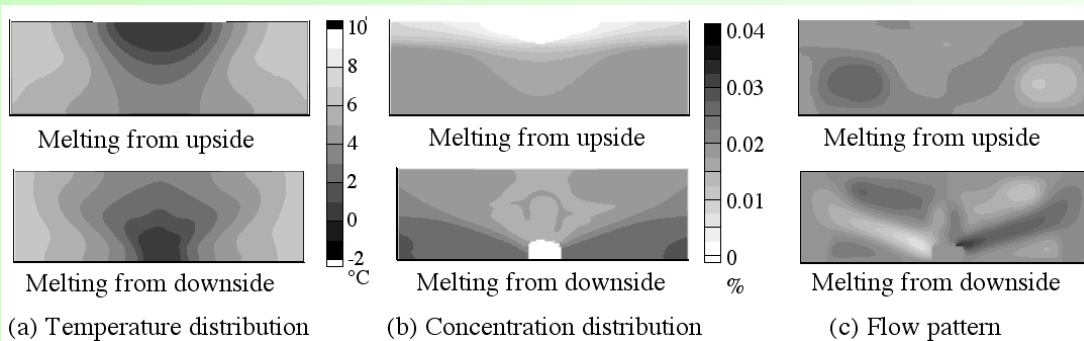 10
8
6
4
2
0
-2
°C
0.04
0.03
0.02
0.01
0
%
Melting from upside
Melting from upside
Melting from upside
Melting from downside
Melting from downside
Melting from downside
(a) Temperature distribution
(b) Concentration distribution
(c) Flow pattern